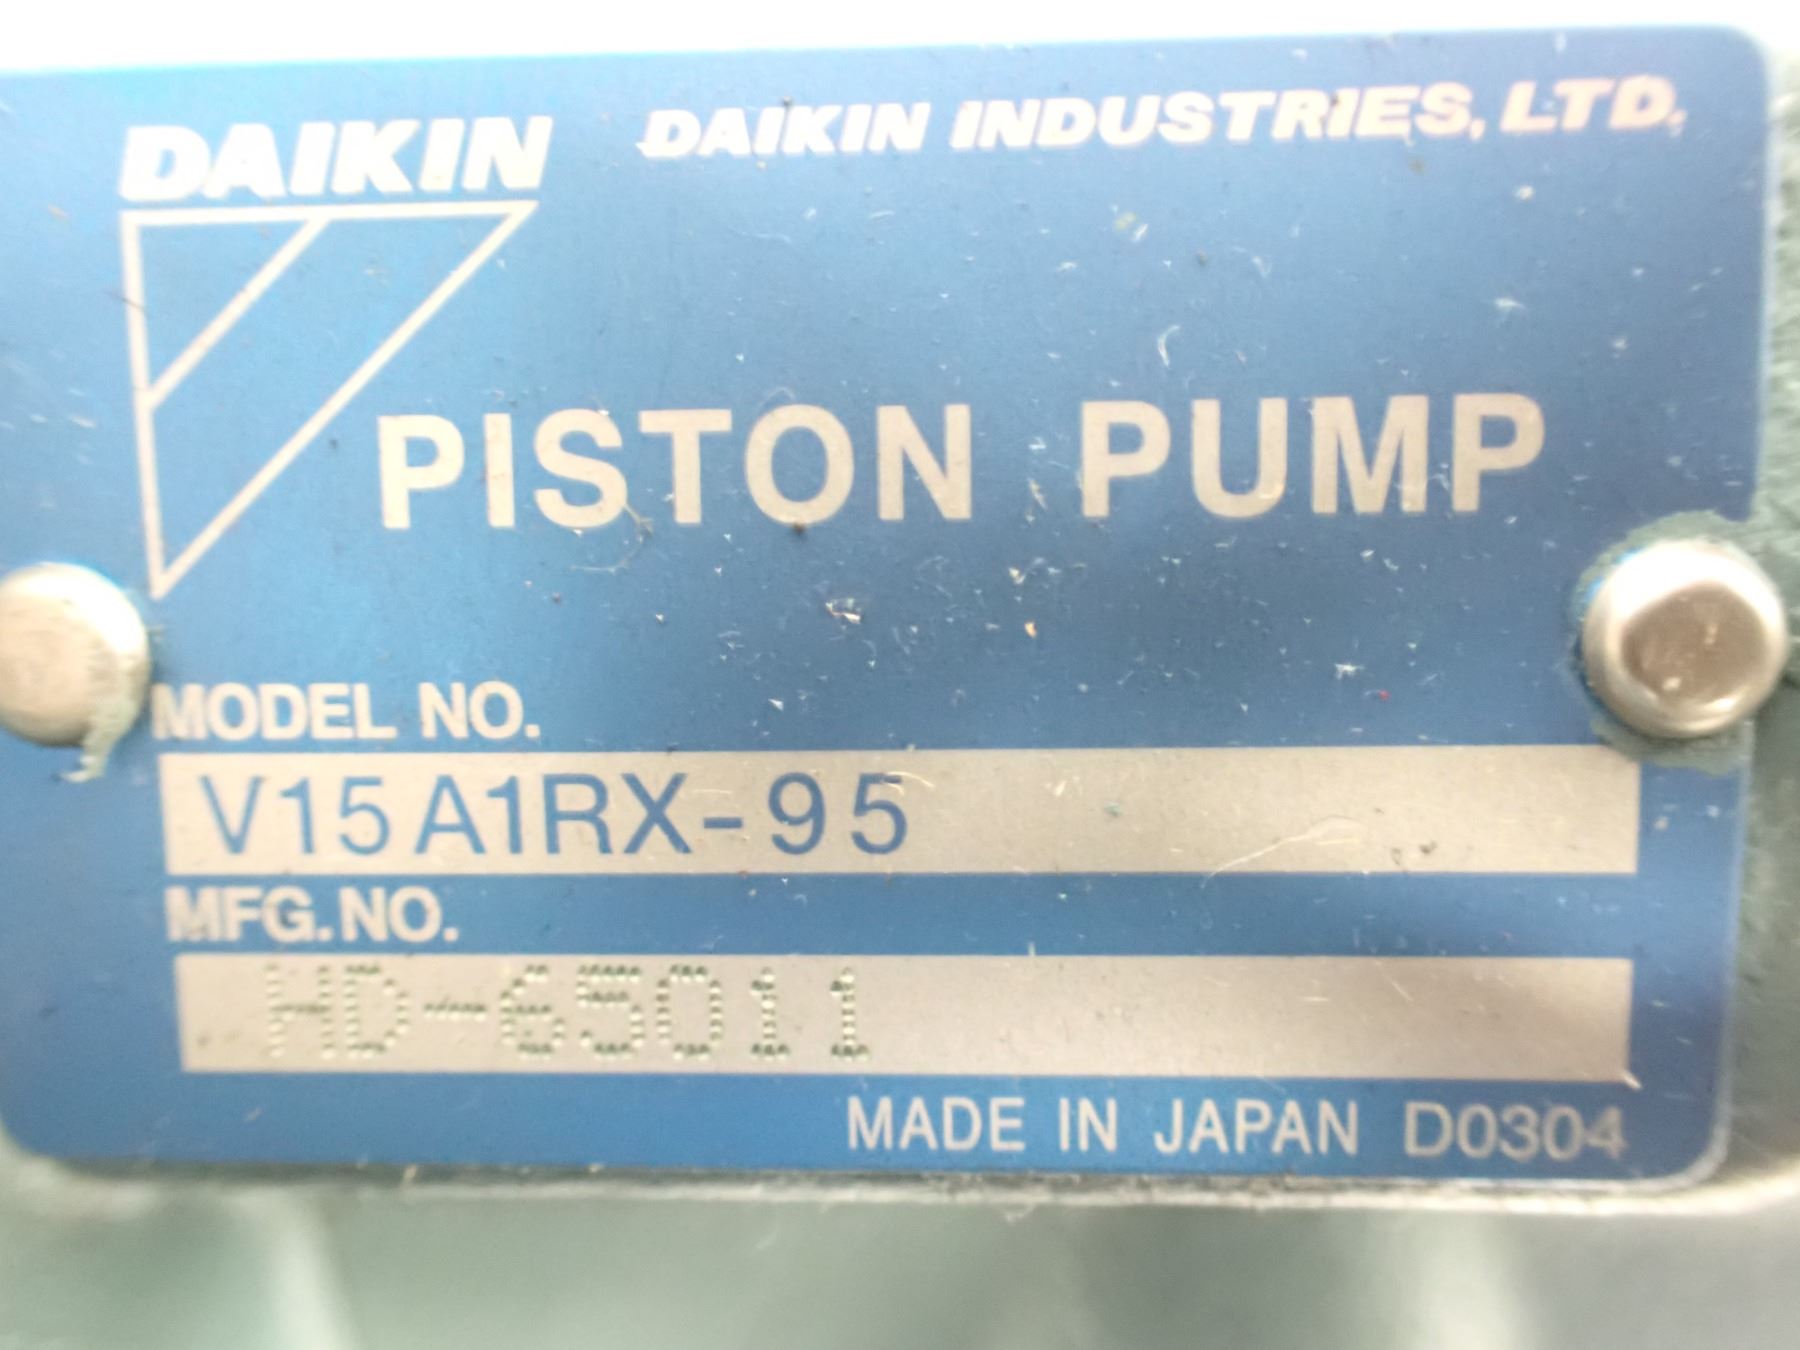 DAIKIN DAIKIN INDUSTRIES, LTD.
PISTON PUMP
MODEL NO.
V15A1RX-95
MFG.NO.
HD-65011
MADE IN JAPAN D0304